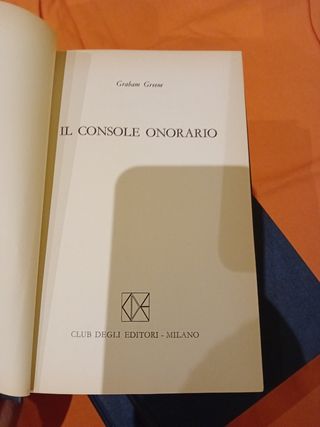 Graham Greene
IL CONSOLE ONORARIO
CLUB DEGLI EDITORI - MILANO